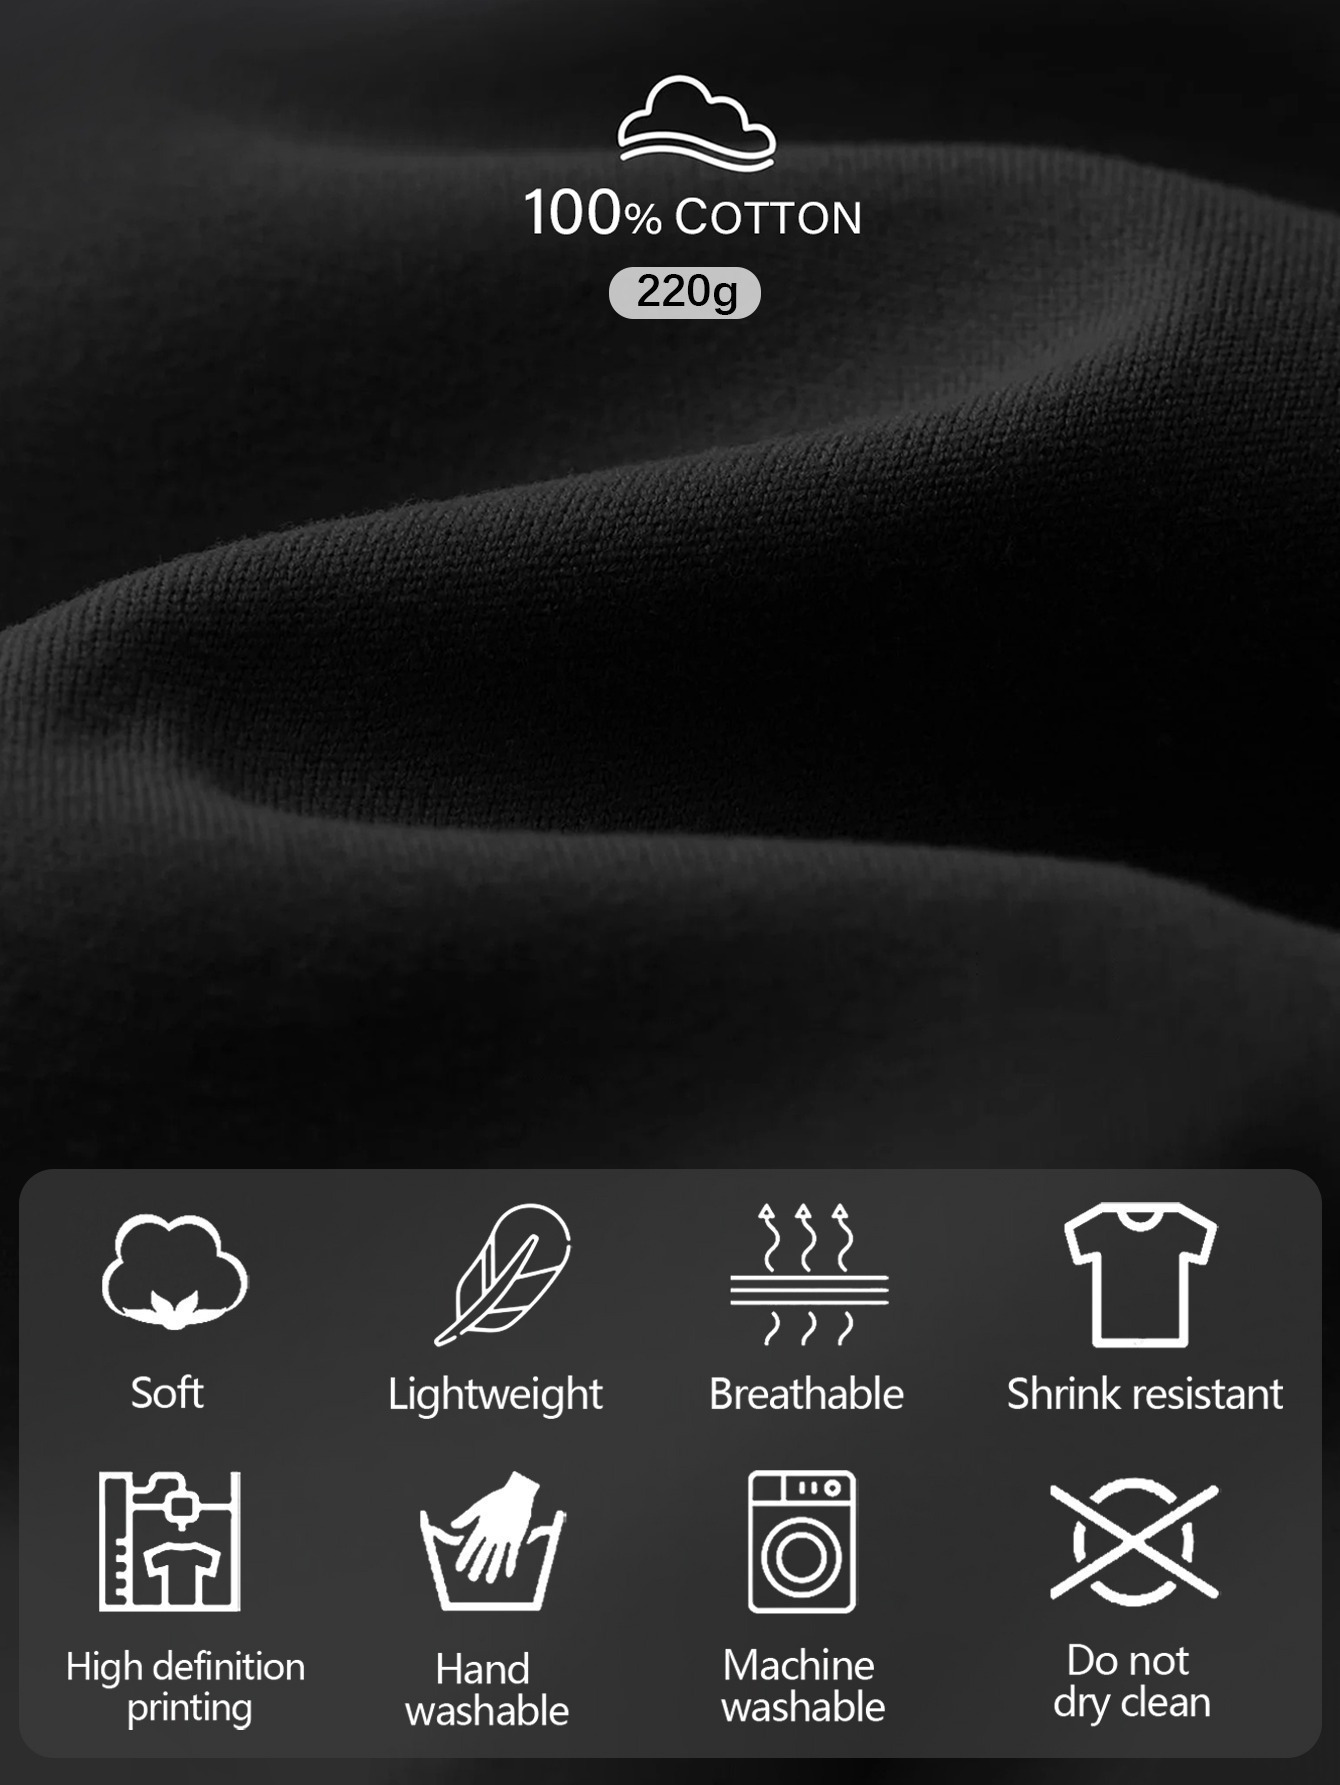 100% COTTON
220g
Soft
Lightweight
Breathable
Shrink resistant
High definition
printing
Hand
washable
Machine
washable
Do not
dry clean